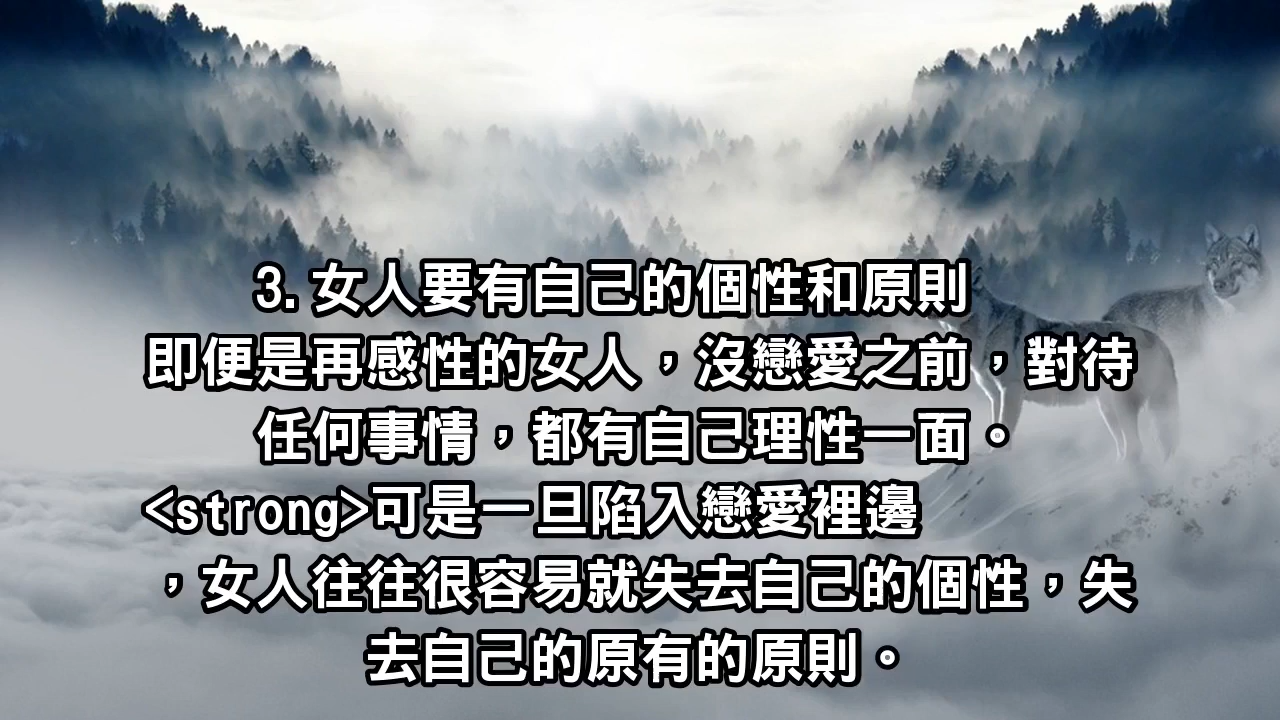 3.女人要有自己的個性和原則
即便是再感性的女人，沒戀愛之前，對待
任何事情，都有自己理性一面。
<strong>可是一旦陷入戀愛裡邊
，女人往往很容易就失去自己的個性，失
去自己的原有的原則。